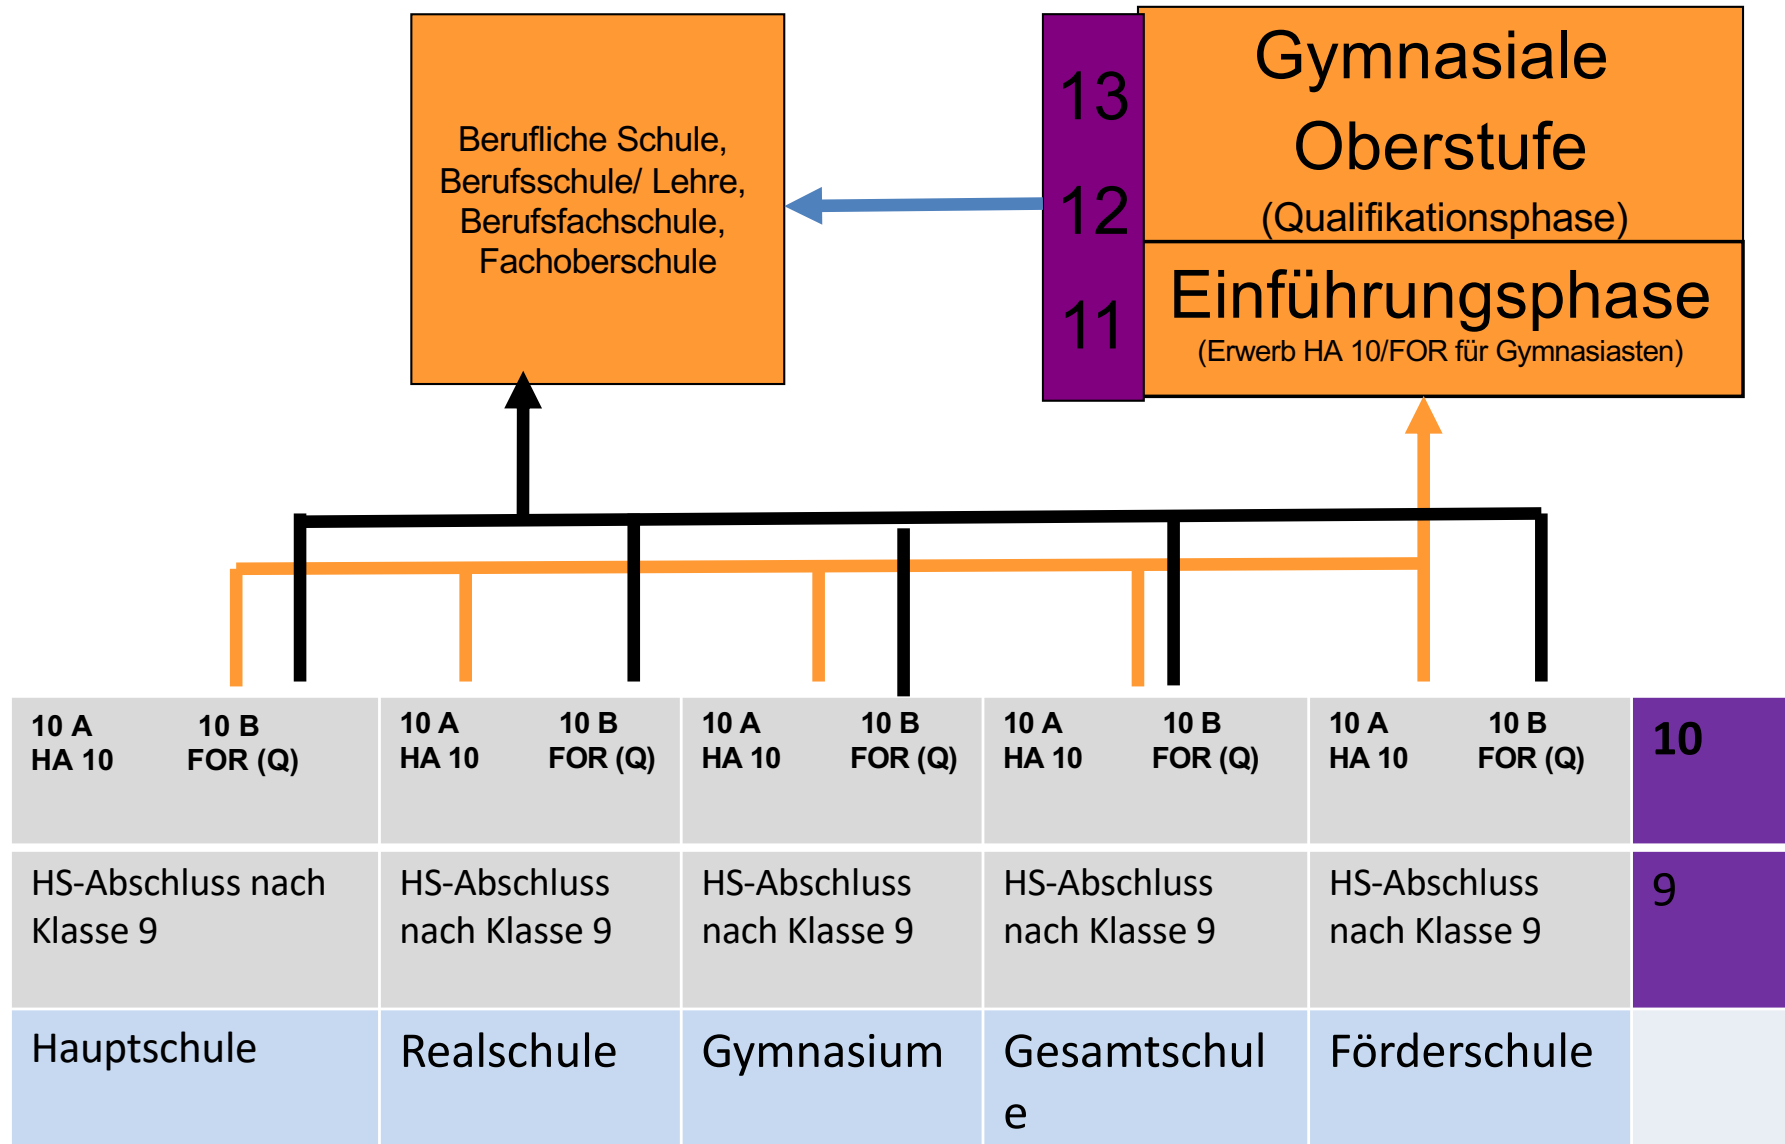 Berufliche Schule,
Berufsschule/ Lehre,
Berufsfachschule,
Fachoberschule
13
12
11
Gymnasiale
Oberstufe
(Qualifikationsphase)
Einführungsphase
(Erwerb HA 10/FOR für Gymnasiasten)
10 A 10 B
HA 10 FOR (Q)
10 A 10 B
HA 10 FOR (Q)
10 A 10 B
HA 10 FOR (Q)
10 A 10 B
HA 10 FOR (Q)
10 A 10 B
HA 10 FOR (Q)
10
HS-Abschluss nach
Klasse 9
HS-Abschluss
nach Klasse 9
HS-Abschluss
nach Klasse 9
HS-Abschluss
nach Klasse 9
HS-Abschluss
nach Klasse 9
9
Hauptschule
Realschule
Gymnasium
Gesamtschul
e
Förderschule